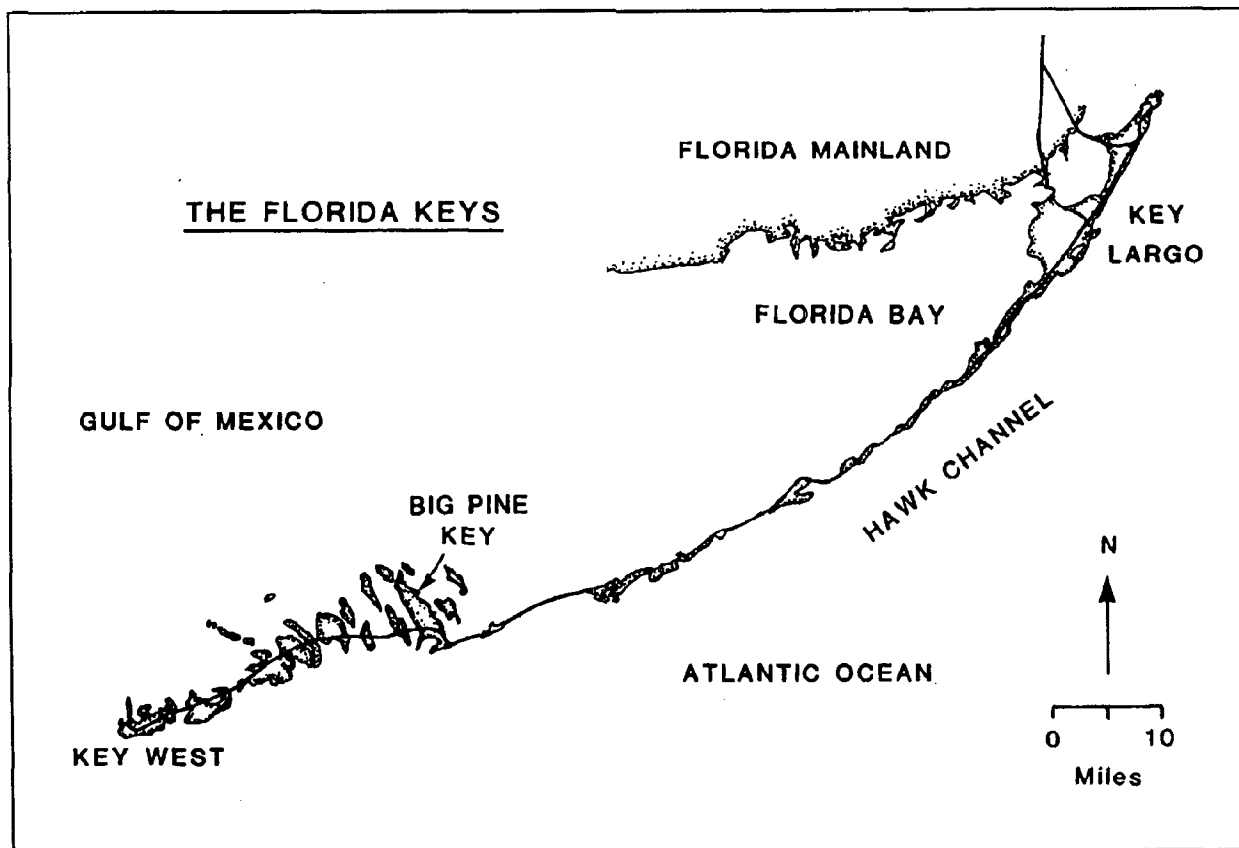 FLORIDA MAINLAND
THE FLORIDA KEYS
KEY
LARGO
FLORIDA BAY
GULF OF MEXICO
HAWK CHANNEL
BIG PINE
KEY
N
ATLANTIC OCEAN
KEY WEST
0 10
Miles